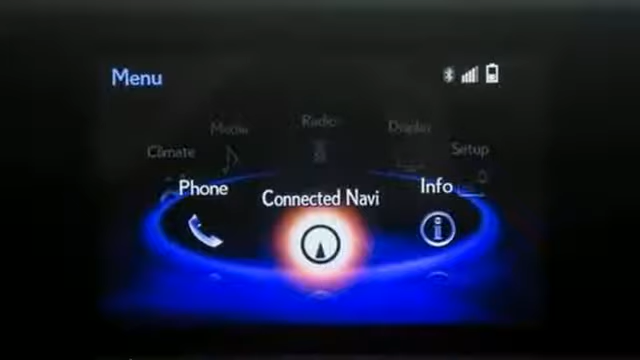 Menu
Media
Radio
Display
Climate
Setup
Phone
Connected Navi
Info